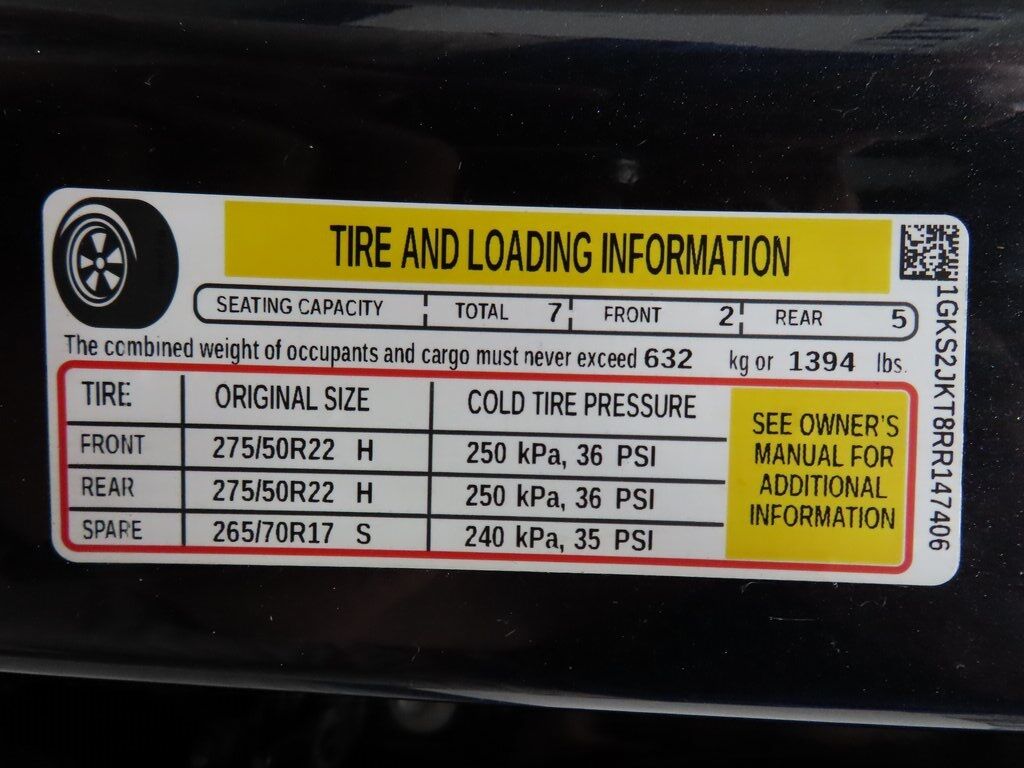 TIRE AND LOADING INFORMATION
SEATING CAPACITY TOTAL 7 FRONT 2 REAR 5
The combined weight of occupants and cargo must never exceed 632 kg or 1394 lbs.
TIRE ORIGINAL SIZE COLD TIRE PRESSURE
FRONT 275/50R22 H 250 kPa, 36 PSI
REAR 275/50R22 H 250 kPa, 36 PSI
SPARE 265/70R17 S 240 kPa, 35 PSI
SEE OWNER'S
MANUAL FOR
ADDITIONAL
INFORMATION
1GKS2JKT8RR147406